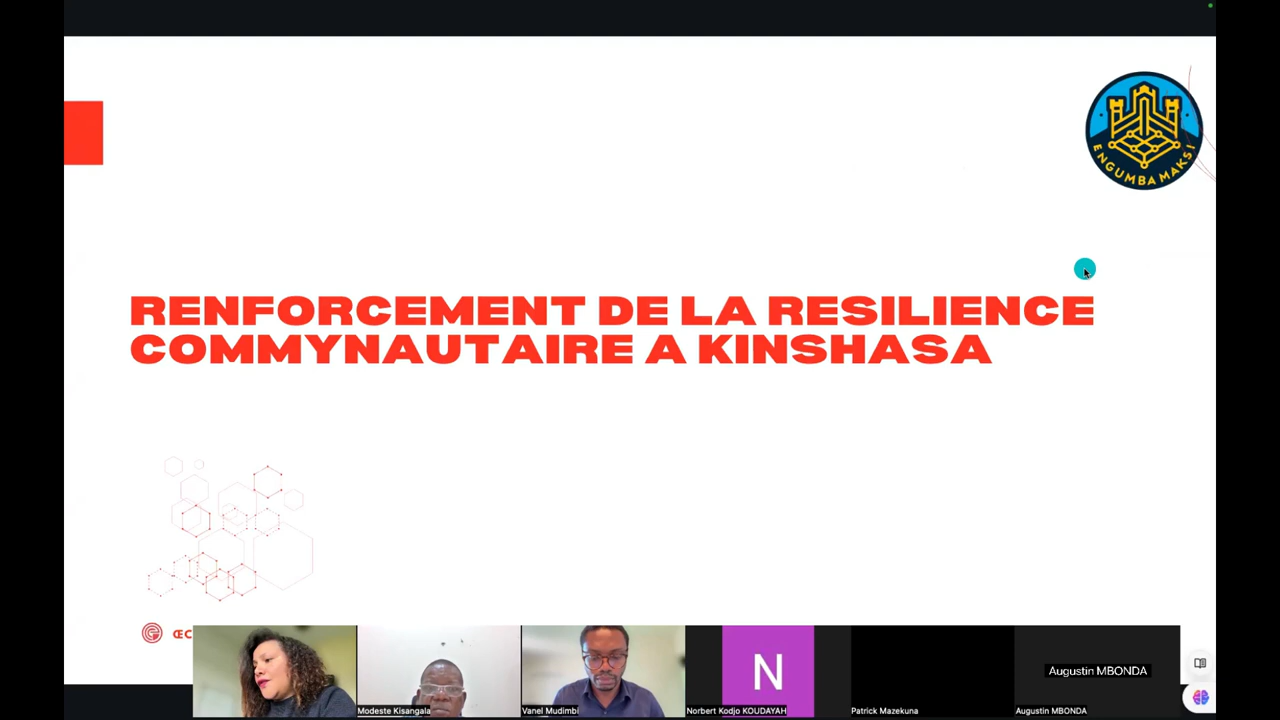 ENGUMBA MAKSI
RENFORCEMENT DE LA RESILIENCE
COMMYNAUTAIRE A KINSHASA
ŒC
Modeste Kisangala
Vanel Mudimbi
N
Norbert Kodjo KOUDAYAH
Patrick Mazekuna
Augustin MBONDA
Augustin MBONDA